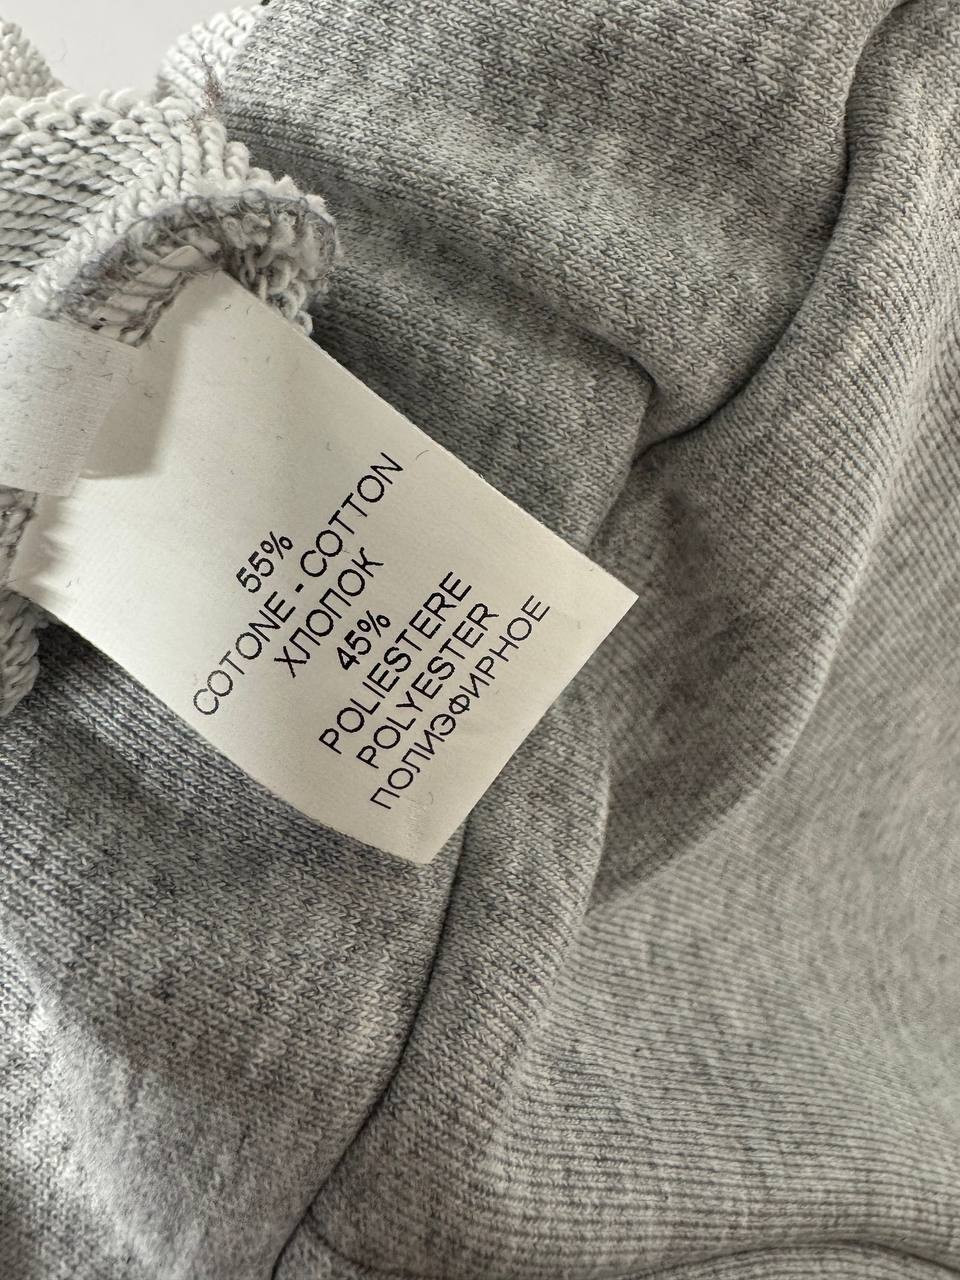 55%
COTONE - COTTON
ХЛОПОК
45%
POLIESTERE
POLYESTER
ПОЛИЭФИРНОЕ